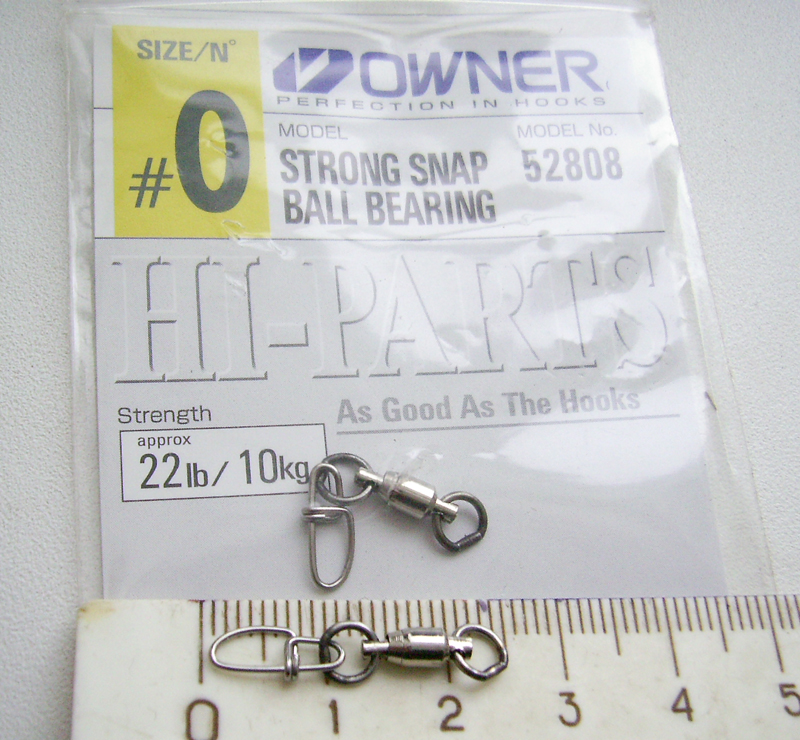 SIZE/N°
#0
OWNER
PERFECTION IN HOOKS
MODEL
MODEL No.
STRONG SNAP
52808
BALL BEARING
HI-PARTS
As Good As The Hooks
Strength
approx
22lb/10kg
0 1 2 3 4 5